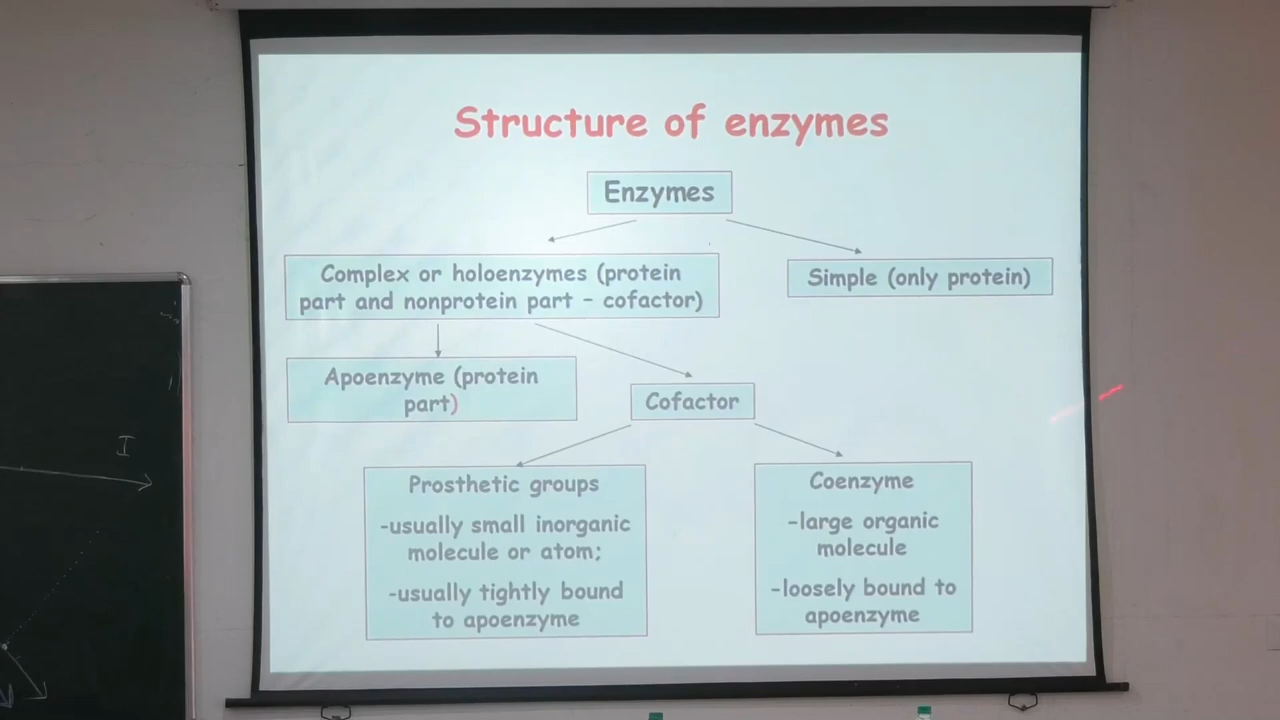 Structure of enzymes
Enzymes
Complex or holoenzymes (protein
part and nonprotein part – cofactor)
Simple (only protein)
Apoenzyme (protein
part)
Cofactor
Prosthetic groups
-usually small inorganic
molecule or atom;
-usually tightly bound
to apoenzyme
Coenzyme
-large organic
molecule
-loosely bound to
apoenzyme
I